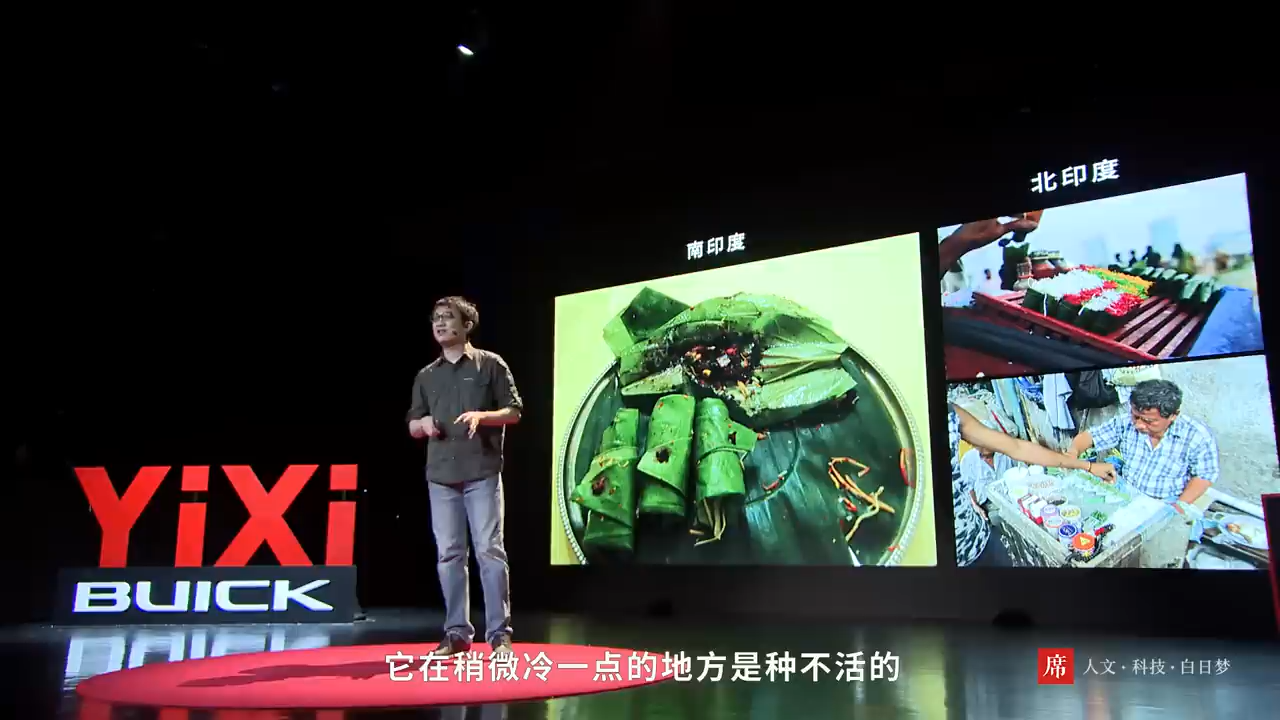 北印度
南印度
YiXi
BUICK
它在稍微冷一点的地方是种不活的
席 人文·科技·白日梦